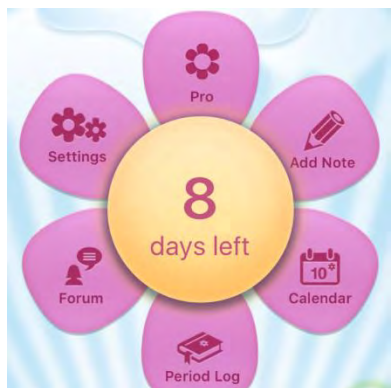 Pro
Settings
Add Note
8
days left
Forum
10
Calendar
Period Log